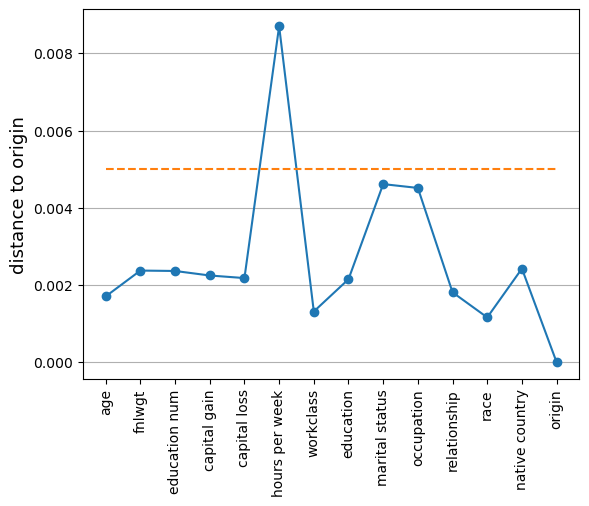 distance to origin
0.008
0.006
0.004
0.002
0.000
age
fnlwgt
education num
capital gain
capital loss
hours per week
workclass
education
marital status
occupation
relationship
race
native country
origin